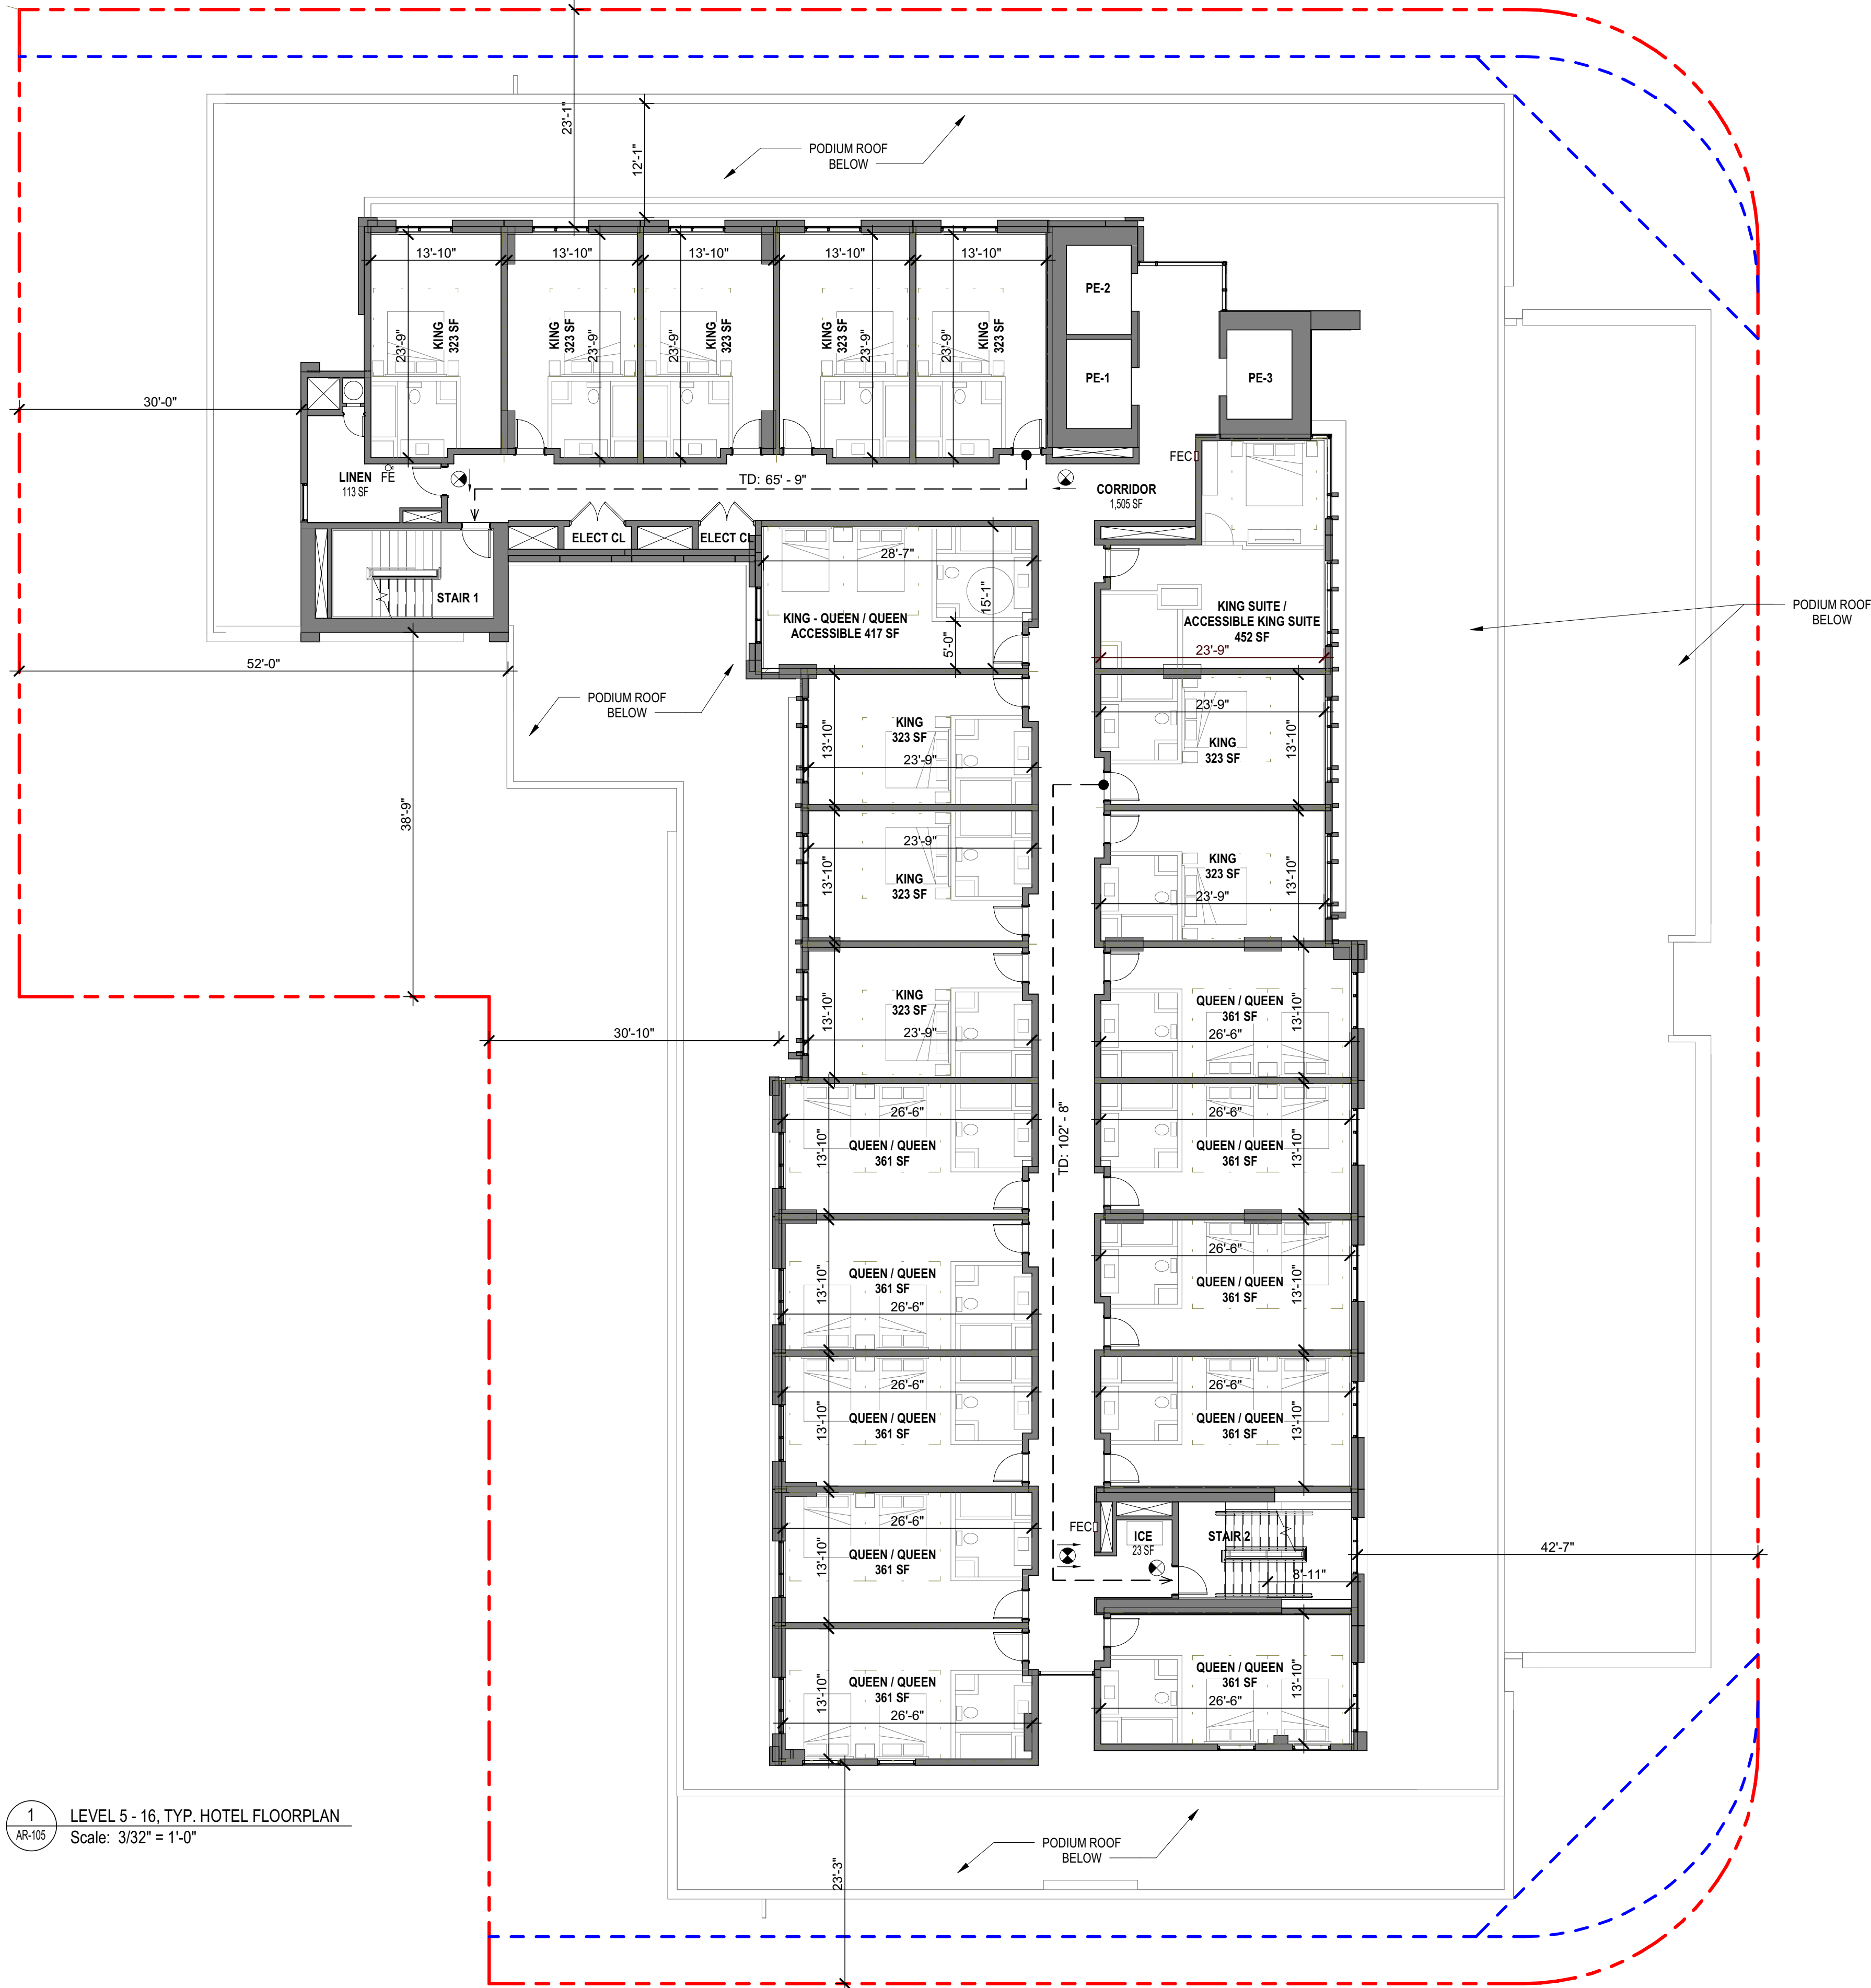 23'-1"
12'-1"
PODIUM ROOF
BELOW
13'-10"
13'-10"
13'-10"
13'-10"
13'-10"
PE-2
KING
323 SF
23'-9"
KING
323 SF
23'-9"
KING
323 SF
23'-9"
KING
323 SF
23'-9"
KING
323 SF
23'-9"
PE-1
PE-3
30'-0"
FEC
LINEN
113 SF
FE
TD: 65' - 9"
CORRIDOR
1,505 SF
ELECT CL
ELECT CL
28'-7"
15'-1"
STAIR 1
KING - QUEEN / QUEEN
ACCESSIBLE 417 SF
5'-0"
KING SUITE /
ACCESSIBLE KING SUITE
452 SF
23'-9"
PODIUM ROOF
BELOW
52'-0"
PODIUM ROOF
BELOW
38'-9"
KING
323 SF
23'-9"
13'-10"
23'-9"
KING
323 SF
13'-10"
23'-9"
KING
323 SF
13'-10"
KING
323 SF
23'-9"
13'-10"
KING
323 SF
23'-9"
13'-10"
QUEEN / QUEEN
361 SF
26'-6"
13'-10"
30'-10"
TD: 102' - 8"
26'-6"
QUEEN / QUEEN
361 SF
13'-10"
26'-6"
QUEEN / QUEEN
361 SF
13'-10"
QUEEN / QUEEN
361 SF
26'-6"
13'-10"
26'-6"
QUEEN / QUEEN
361 SF
13'-10"
26'-6"
QUEEN / QUEEN
361 SF
13'-10"
26'-6"
QUEEN / QUEEN
361 SF
13'-10"
26'-6"
QUEEN / QUEEN
361 SF
13'-10"
FEC
ICE
23 SF
STAIR 2
8'-11"
42'-7"
QUEEN / QUEEN
361 SF
26'-6"
13'-10"
QUEEN / QUEEN
361 SF
26'-6"
13'-10"
1
AR-105
LEVEL 5 - 16, TYP. HOTEL FLOORPLAN
Scale: 3/32" = 1'-0"
PODIUM ROOF
BELOW
23'-3"